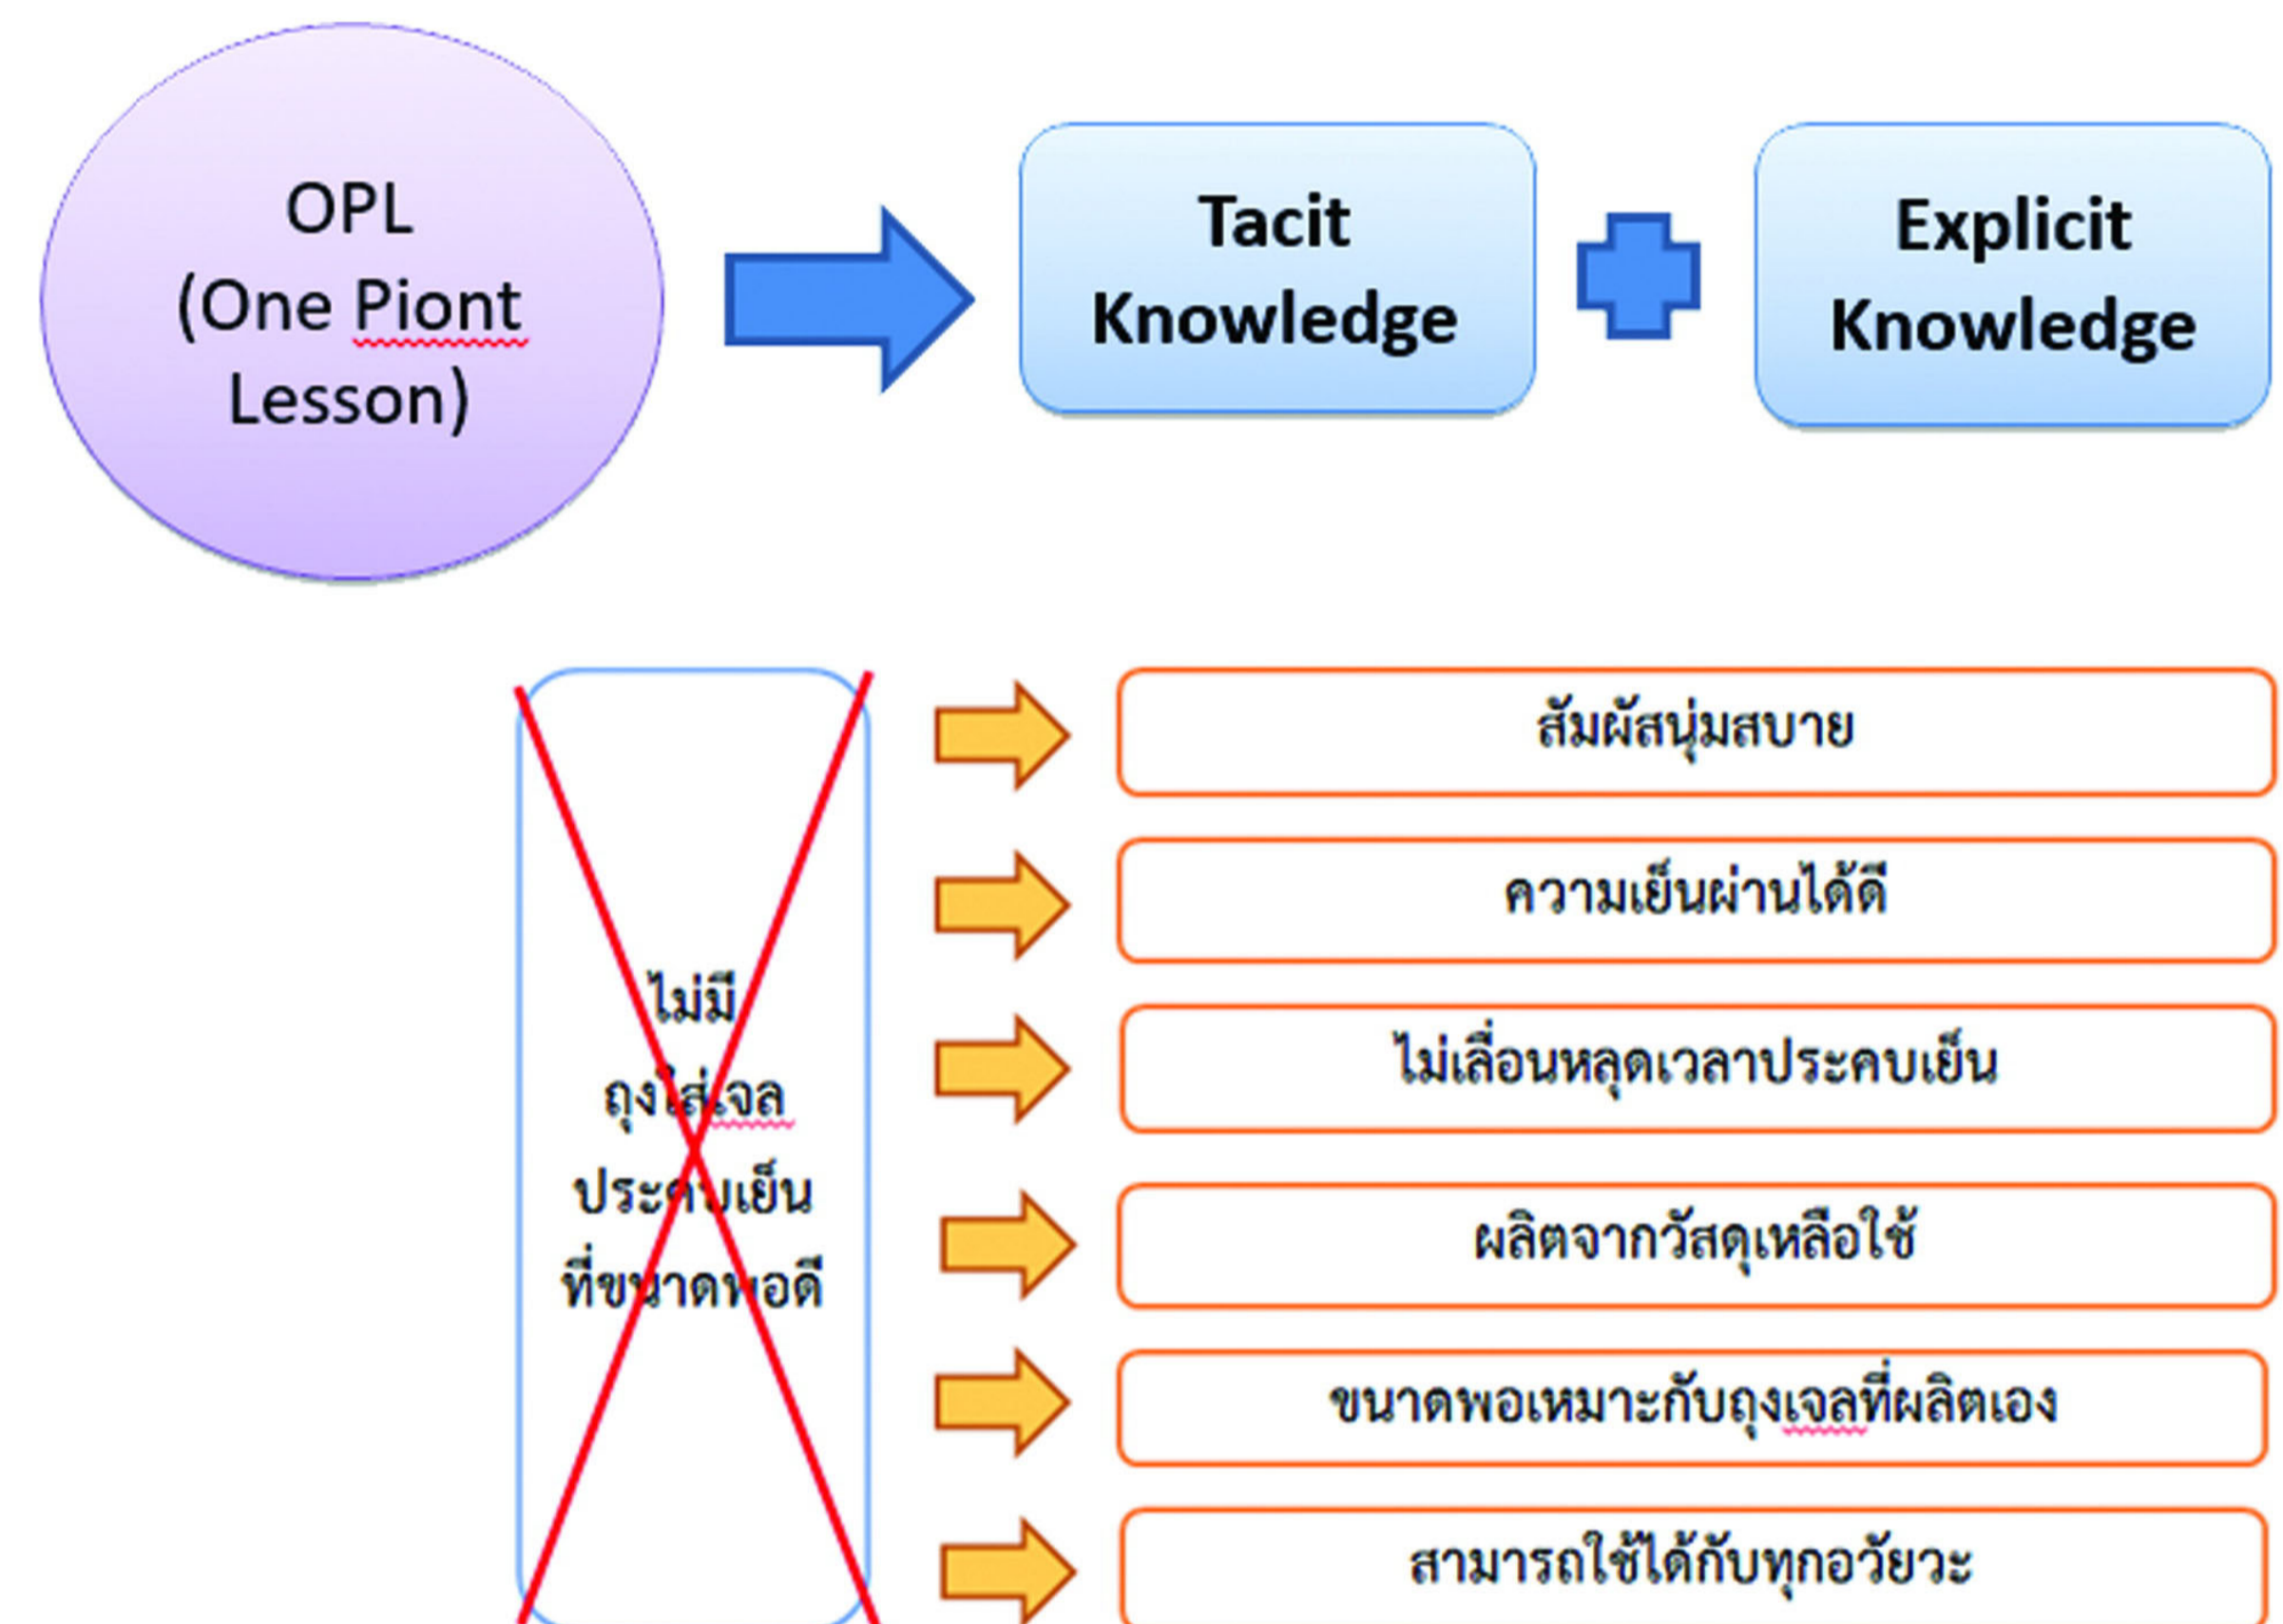 OPL
(One Piont
Lesson)
Tacit
Knowledge
Explicit
Knowledge
ไม่มี
ถุงใส่เจล
ประคบเย็น
ที่ขนาดพอดี
สัมผัสนุ่มสบาย
ความเย็นผ่านได้ดี
ไม่เลื่อนหลุดเวลาประคบเย็น
ผลิตจากวัสดุเหลือใช้
ขนาดพอเหมาะกับถุงเจลที่ผลิตเอง
สามารถใช้ได้กับทุกอวัยวะ